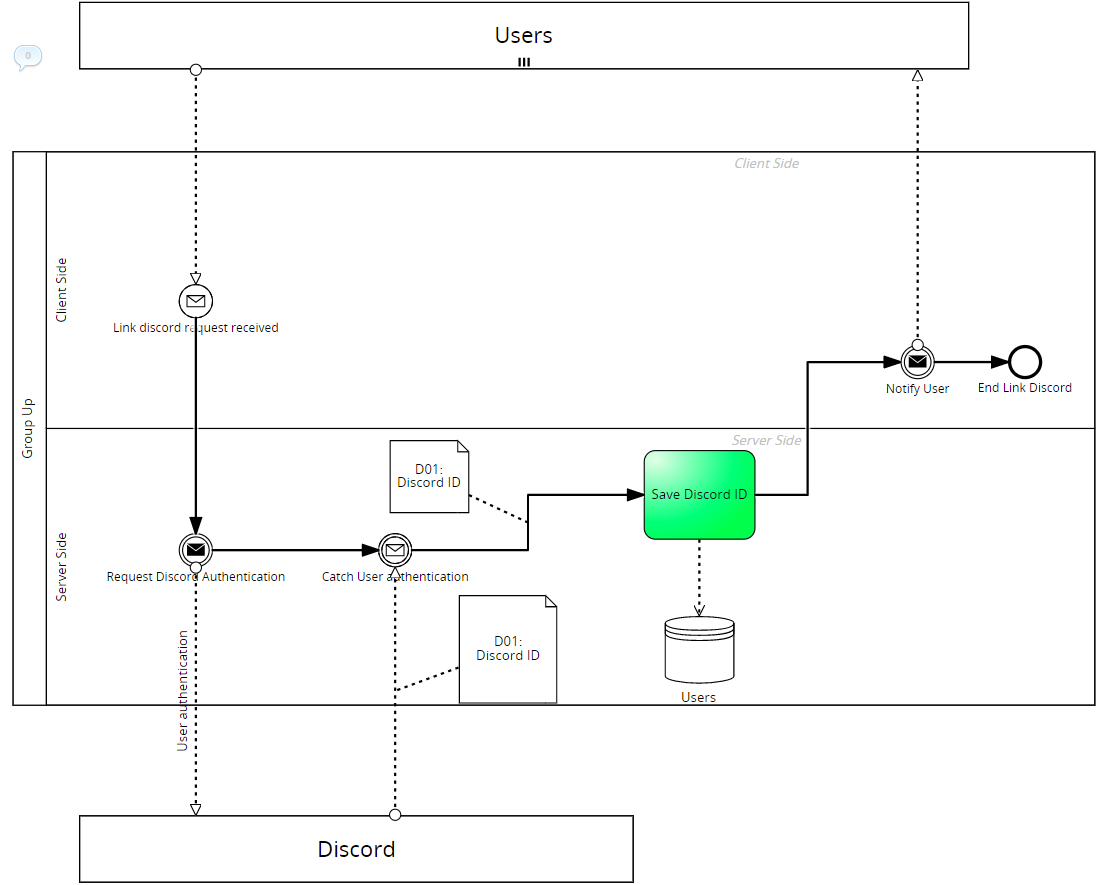 Users
0
Client Side
Client Side
Link discord request received
Notify User
End Link Discord
Group Up
Server Side
D01:
Discord ID
Save Discord ID
Server Side
Request Discord Authentication
Catch User authentication
D01:
Discord ID
User authentication
Users
Discord